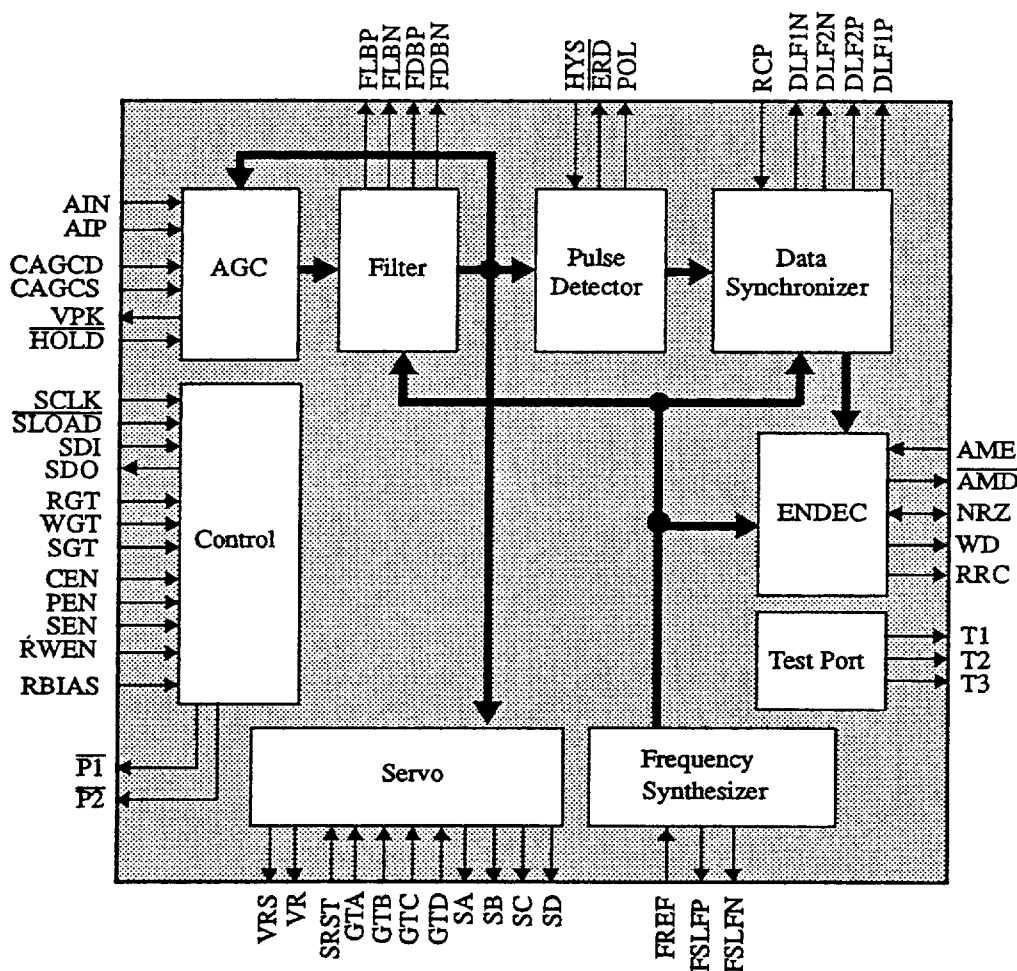 FLBP
FLBN
FDBP
FDBN
HYS
ERD
POL
RCP
DLF1N
DLF2N
DLF2P
DLF1P
AIN
AIP
CAGCD
CAGCS
VPK
HOLD
AGC
Filter
Pulse
Detector
Data
Synchronizer
SCLK
SLOAD
SDI
SDO
RGT
WGT
SGT
CEN
PEN
SEN
RWEN
RBIAS
Control
ENDEC
AME
AMD
NRZ
WD
RRC
Test Port
T1
T2
T3
P1
P2
Servo
Frequency
Synthesizer
VRS
VR
SRST
GTA
GTB
GTC
GTD
SA
SB
SC
SD
FREF
FSLFP
FSLFN